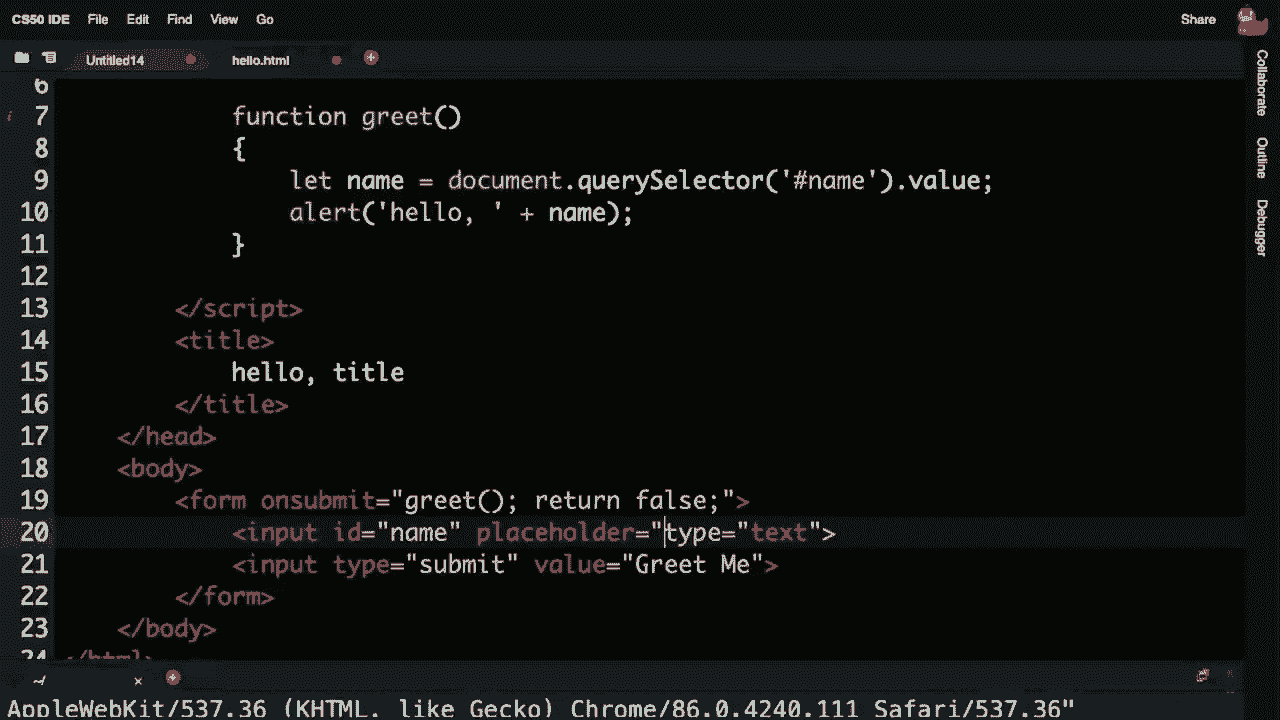 CS50 IDE File Edit Find View Go Share
Untitled14 hello.html
Collaborate
Outline
Debugger
6
7 function greet()
8 {
9 let name = document.querySelector('#name').value;
10 alert('hello, ' + name);
11 }
12
13 </script>
14 <title>
15 hello, title
16 </title>
17 </head>
18 <body>
19 <form onsubmit="greet(); return false;">
20 <input id="name" placeholder="type="text">
21 <input type="submit" value="Greet Me">
22 </form>
23 </body>
24 </html>
~/
AppleWebKit/537.36 (KHTML, like Gecko) Chrome/86.0.4240.111 Safari/537.36"